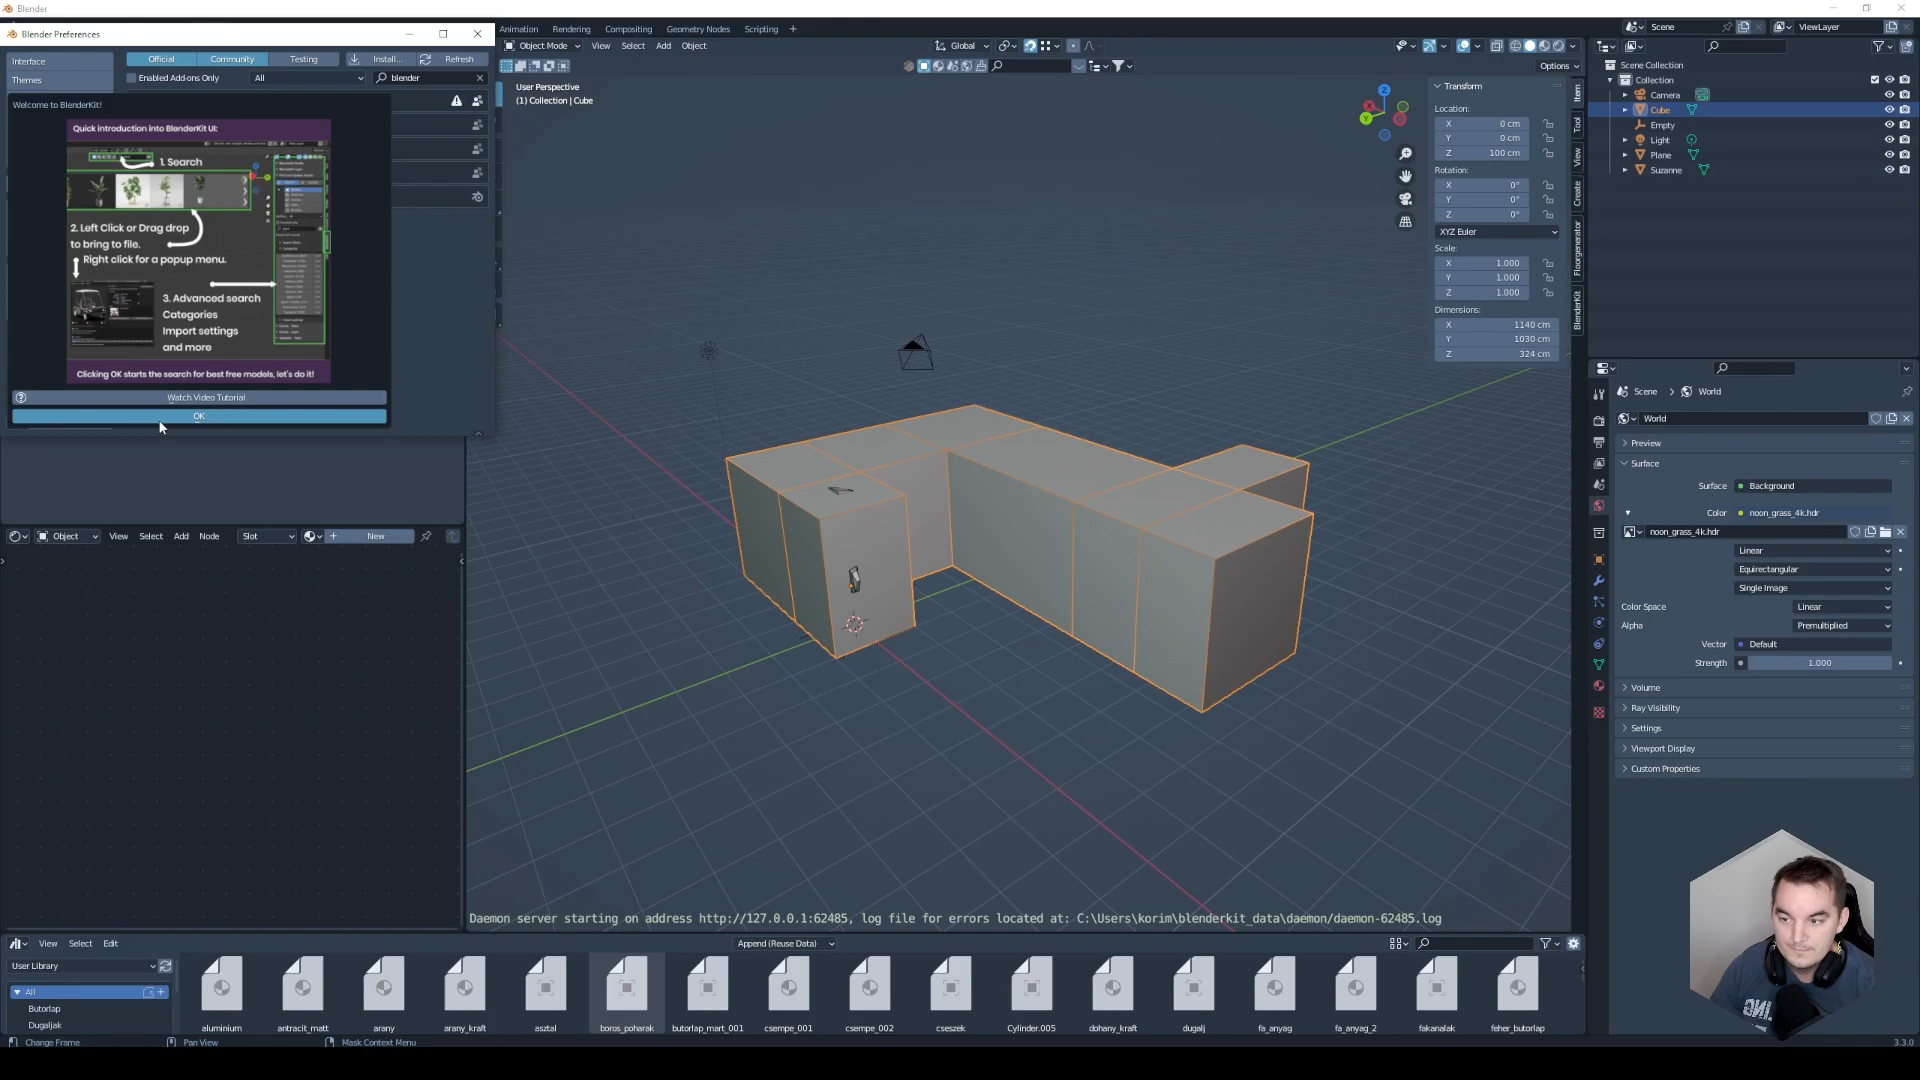 Blender
Blender Preferences
Animation Rendering Compositing Geometry Nodes Scripting
Scene ViewLayer
Interface
Themes
Official Community Testing Install... Refresh
Enabled Add-ons Only All blender
Object Mode View Select Add Object Global
Options
Welcome to BlenderKit!
Quick introduction into BlenderKit UI:
1. Search
2. Left Click or Drag drop
to bring to file.
Right click for a popup menu.
3. Advanced search
Categories
Import settings
and more
Clicking OK starts the search for best free models, let's do it!
Watch Video Tutorial
OK
User Perspective
(1) Collection | Cube
Transform
Location:
X 0 cm
Y 0 cm
Z 100 cm
Rotation:
X 0°
Y 0°
Z 0°
XYZ Euler
Scale:
X 1.000
Y 1.000
Z 1.000
Dimensions:
X 1140 cm
Y 1030 cm
Z 324 cm
Item
Tool
View
Create
Floorgenerator
BlenderKit
Scene Collection
Collection
Camera
Cube
Empty
Light
Plane
Suzanne
Scene World
World
Preview
Surface
Surface Background
Color noon_grass_4k.hdr
noon_grass_4k.hdr
Linear
Equirectangular
Single Image
Color Space Linear
Alpha Premultiplied
Vector Default
Strength 1.000
Volume
Ray Visibility
Settings
Viewport Display
Custom Properties
Object View Select Add Node Slot New
Daemon server starting on address http://127.0.0.1:62485, log file for errors located at: C:\Users\korim\blenderkit_data\daemon/daemon-62485.log
View Select Edit Append (Reuse Data)
User Library
All
Butorlap
Dugaljak
aluminium antracit_matt arany arany_kraft asztal boros_poharak butorlap_mart_001 csempe_001 csempe_002 cseszek Cylinder.005 dohany_kraft dugalj fa_anyag fa_anyag_2 fakanalak feher_butorlap
Change Frame Pan View Mask Context Menu 3.3.0